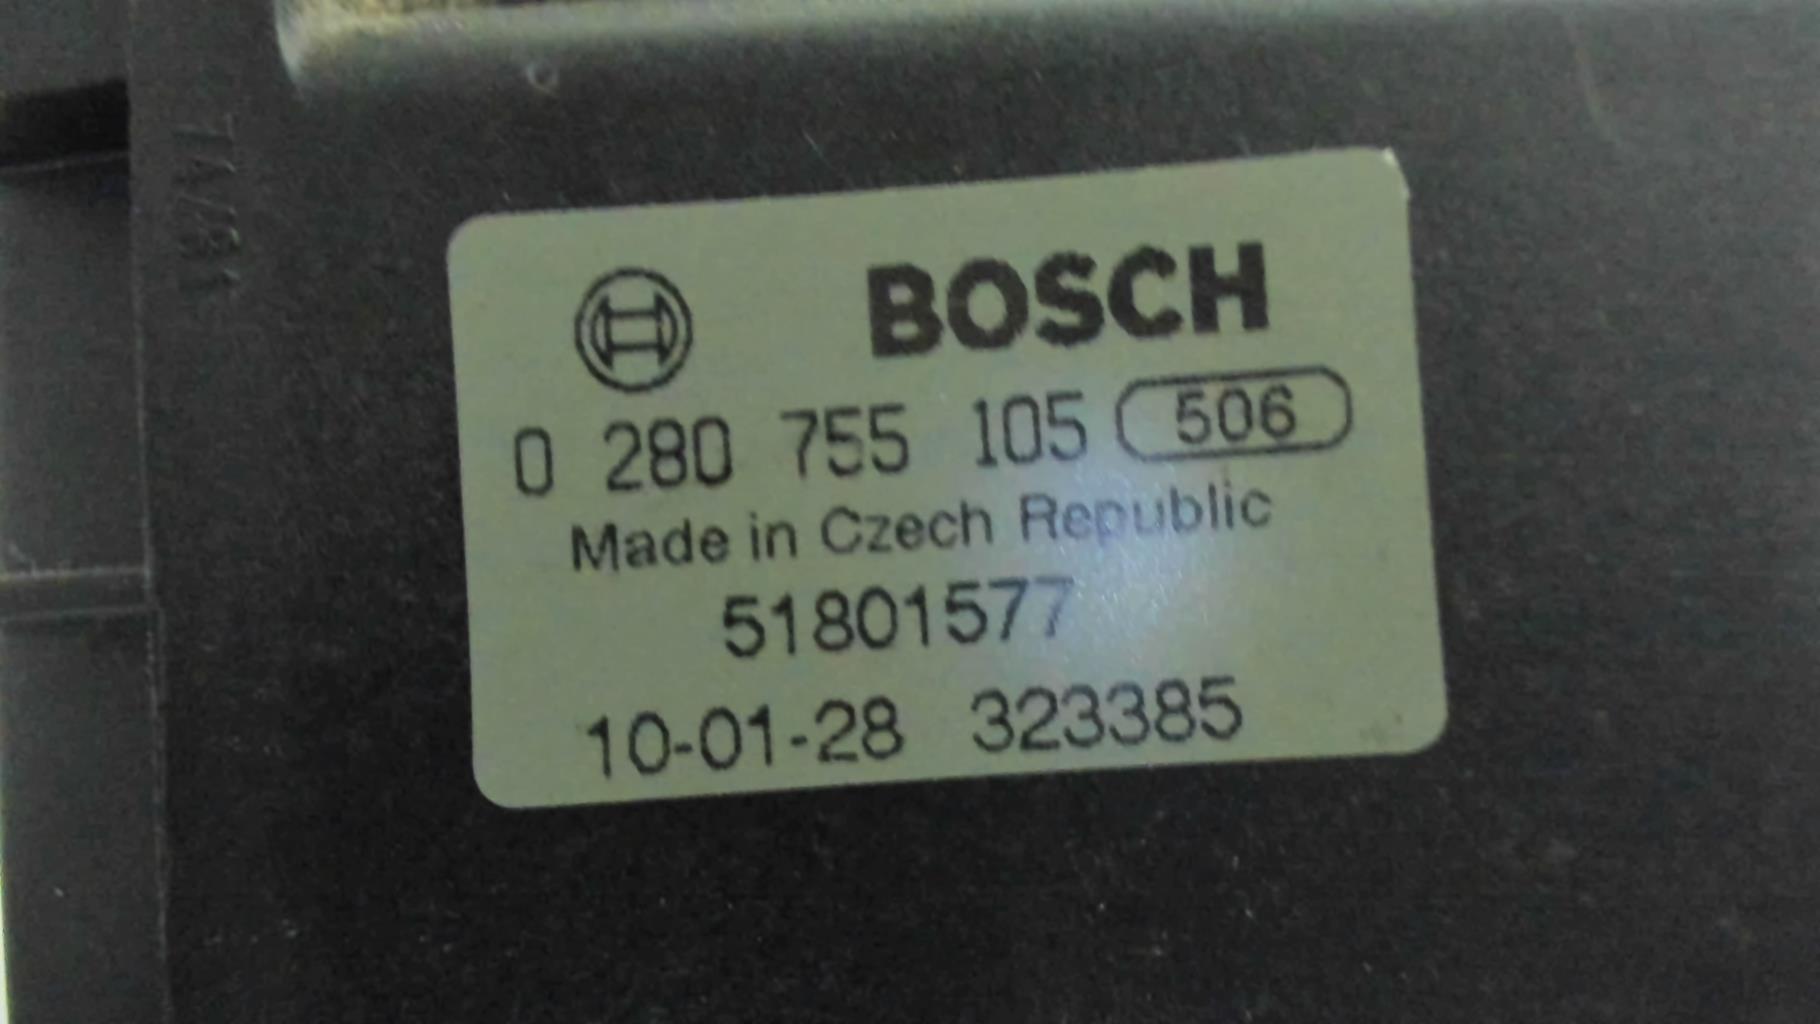 BOSCH
0 280 755 105 506
Made in Czech Republic
51801577
10-01-28 323385